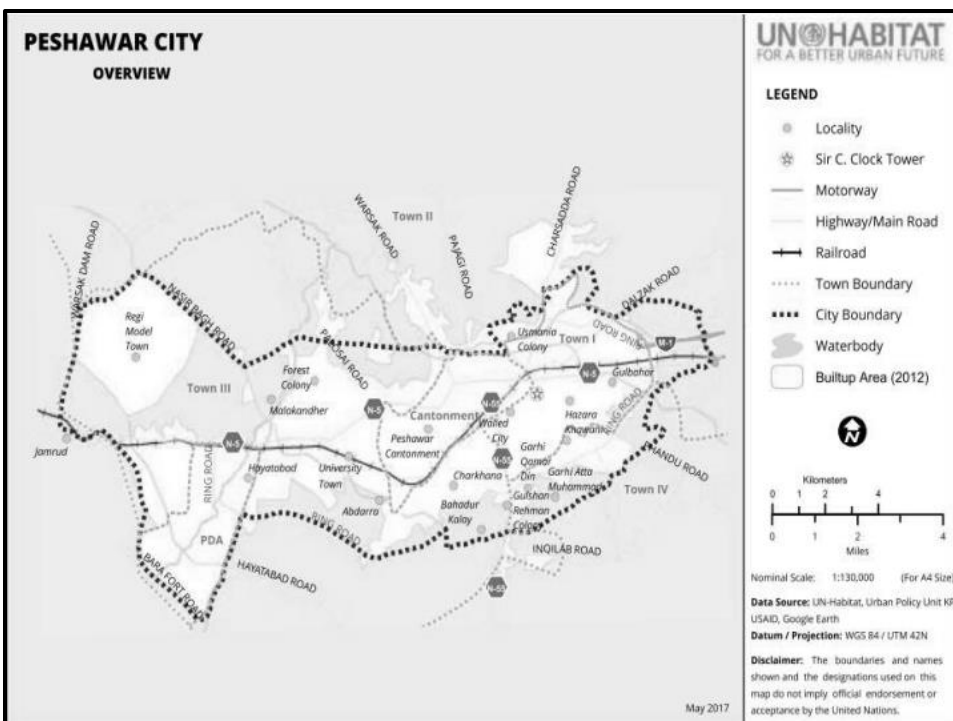 PESHAWAR CITY
OVERVIEW
UN HABITAT
FOR A BETTER URBAN FUTURE
LEGEND
Locality
Sir C. Clock Tower
Motorway
Highway/Main Road
Railroad
Town Boundary
City Boundary
Waterbody
Builtup Area (2012)
N
Kilometers
0 1 2 4
0 1 2 4
Miles
Nominal Scale: 1:130,000 (For A4 Size)
Data Source: UN-Habitat, Urban Policy Unit KP
USAID, Google Earth
Datum / Projection: WGS 84 / UTM 42N
Disclaimer: The boundaries and names
shown and the designations used on this
map do not imply official endorsement or
acceptance by the United Nations.
May 2017
WARSAK DAM ROAD
NASIR BAGH ROAD
WARSAK ROAD
Town II
PAJAGI ROAD
CHARSADDA ROAD
DALZAK ROAD
RING ROAD
M-1
Regi
Model
Town
Usmania
Colony
Town I
PAJOSAI ROAD
Forest
Colony
Town III
Malakandher
N-5
N-5
Gulbahar
N-55
Cantonment
Walled
City
Hazara
Khawani
RING ROAD
Peshawar
Cantonment
Jamrud
N-5
RING ROAD
Hayatabad
University
Town
N-55
Garhi
Qamar
Din
Garhi Atta
Muhammad
HANDU ROAD
Town IV
Charkhana
Abdarra
Bahadur
Kalay
Gulshan
Rehman
Colony
RING ROAD
PDA
INQILAB ROAD
HAYATABAD ROAD
BARA FORT ROAD
N-55